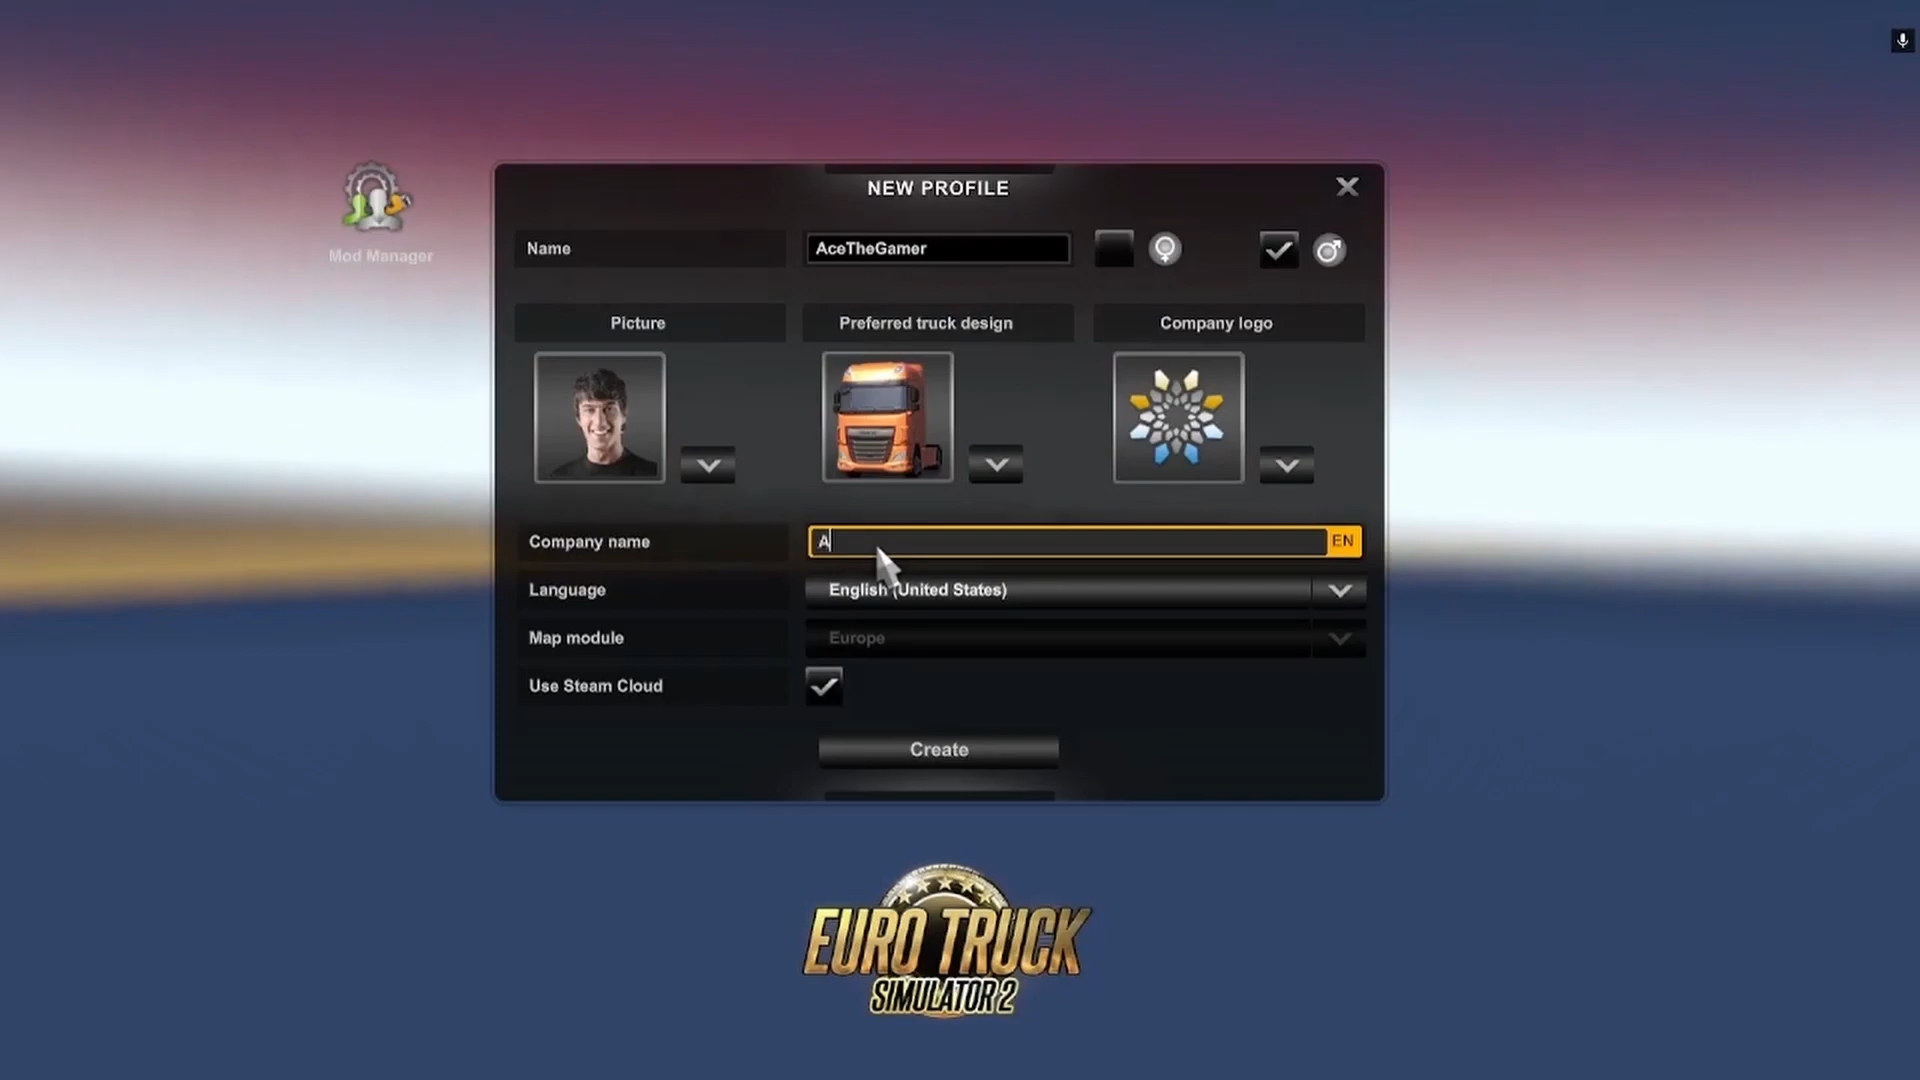 NEW PROFILE
Mod Manager
Name
AceTheGamer
Picture
Preferred truck design
Company logo
Company name
A
EN
Language
English (United States)
Map module
Europe
Use Steam Cloud
Create
EURO TRUCK
SIMULATOR 2